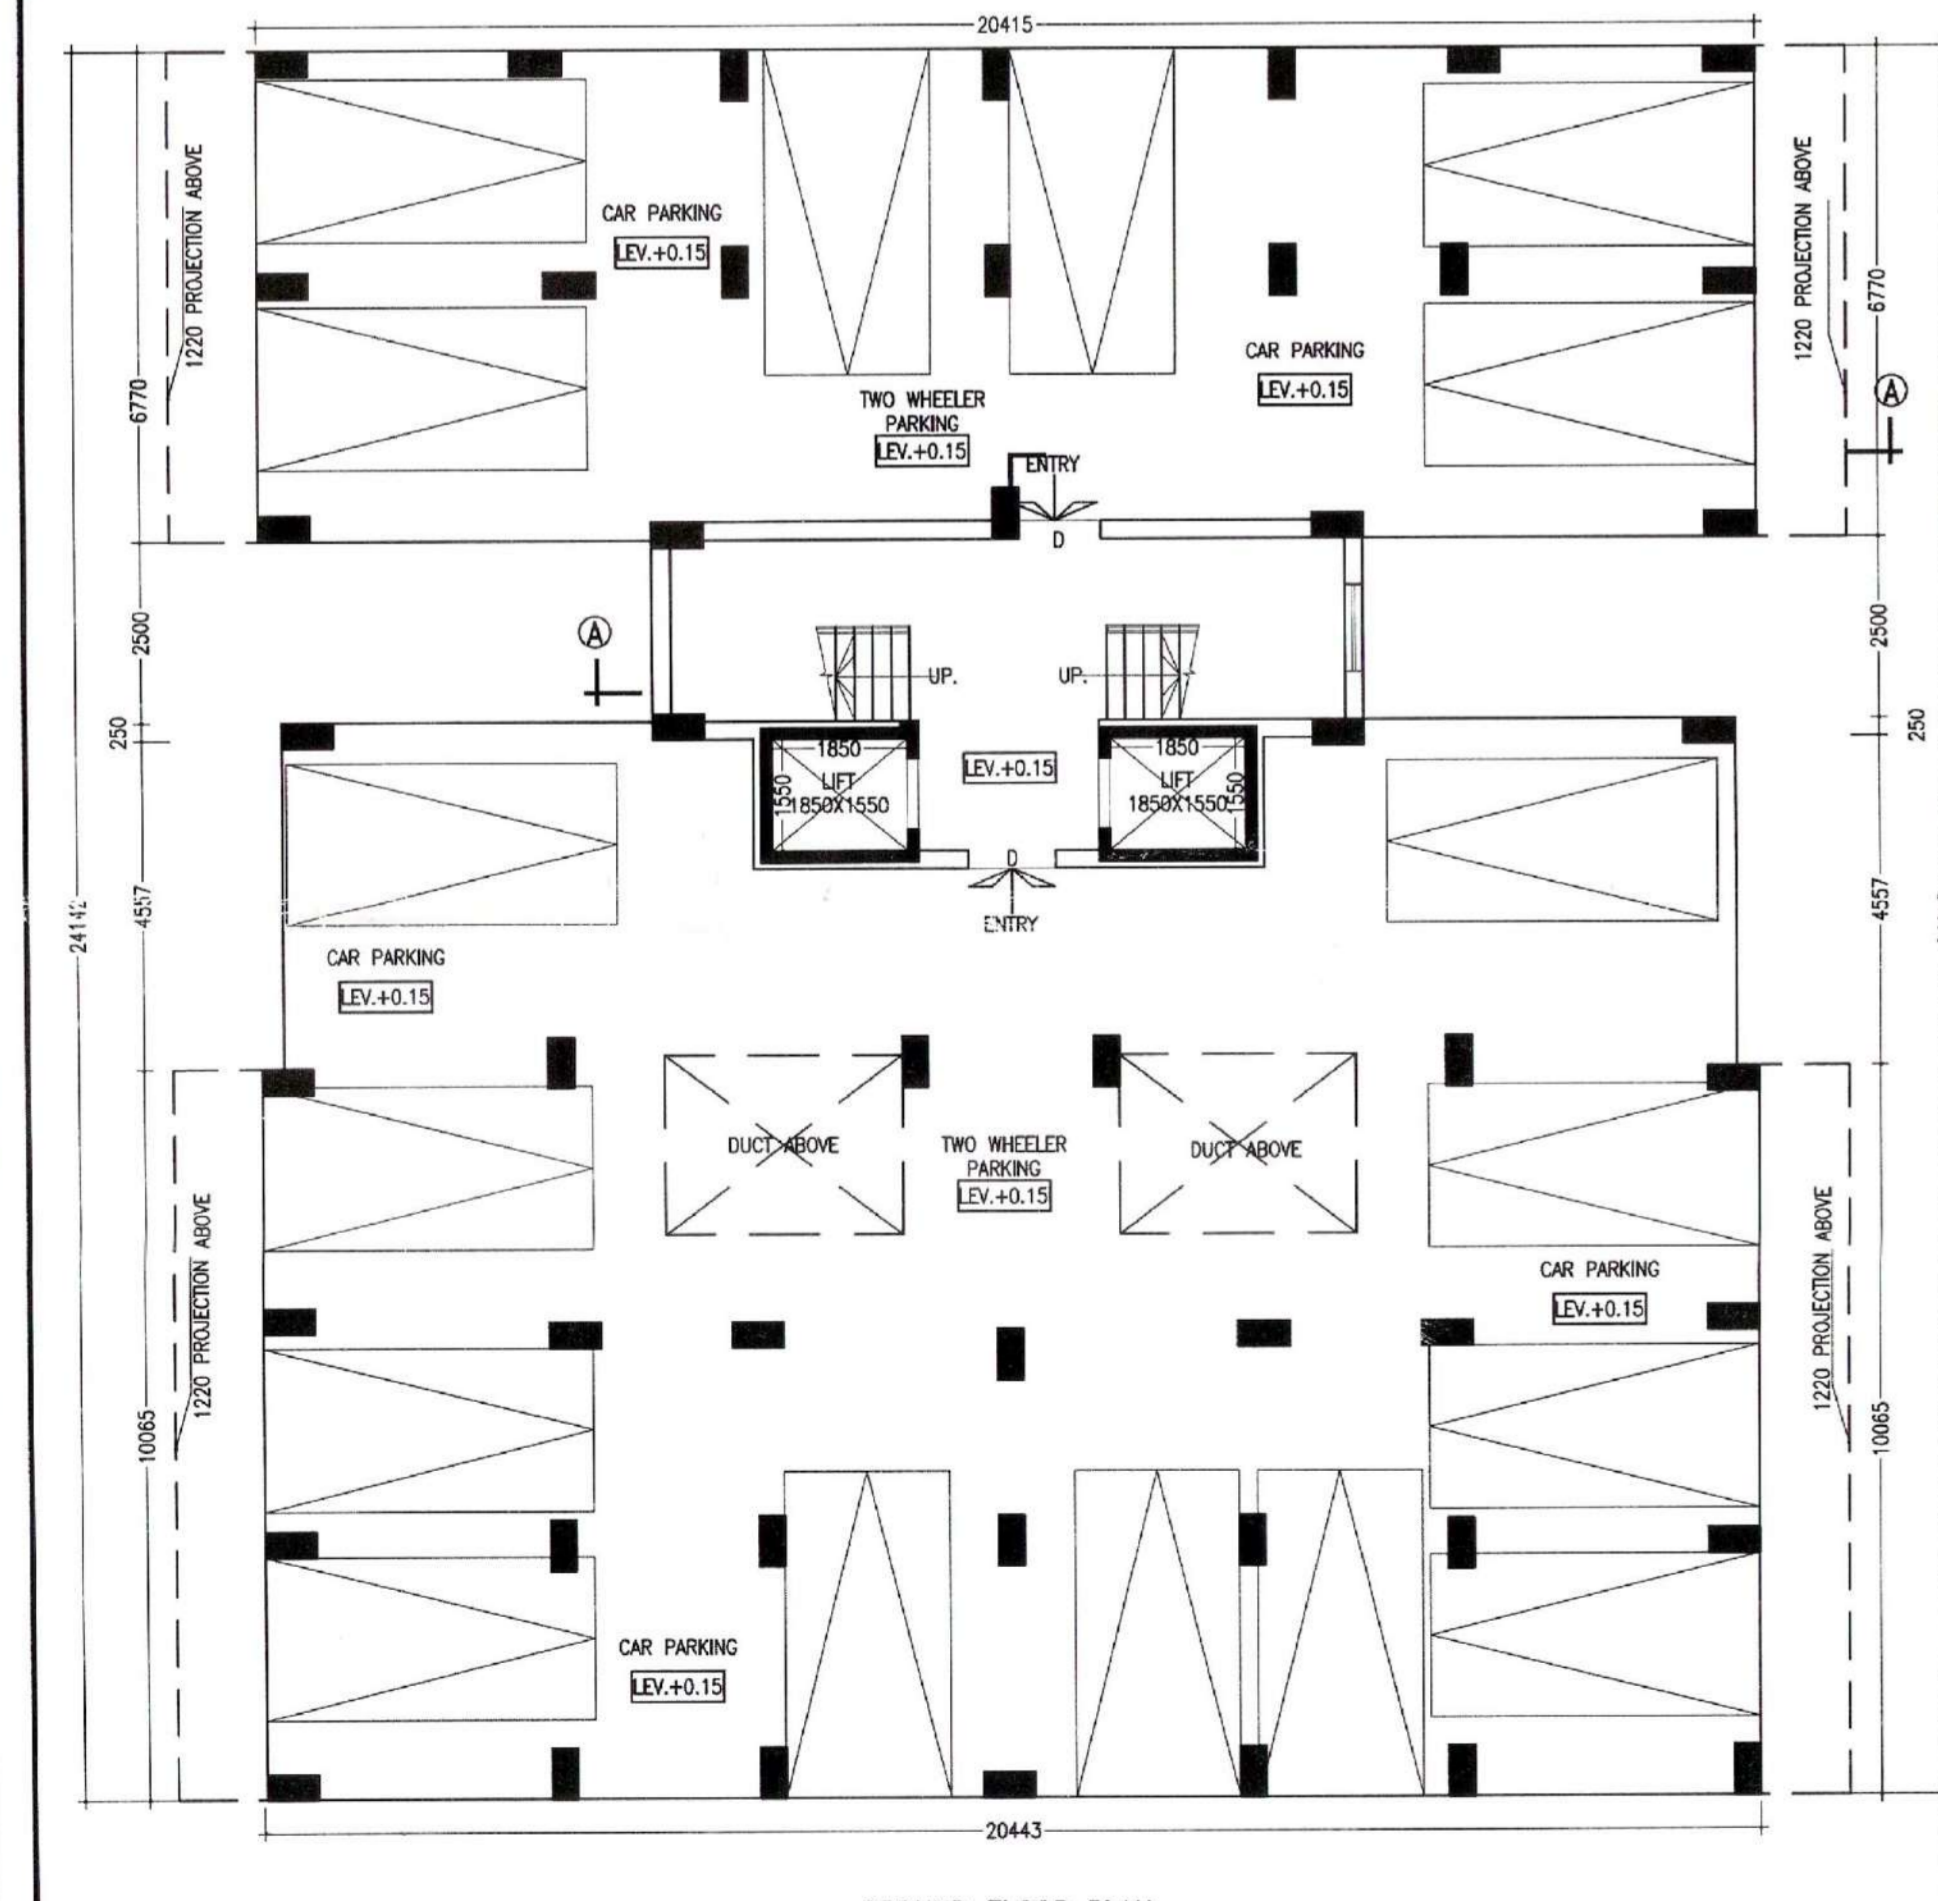 20415
1220 PROJECTION ABOVE
1220 PROJECTION ABOVE
CAR PARKING
LEV.+0.15
6770
6770
CAR PARKING
LEV.+0.15
TWO WHEELER
PARKING
LEV.+0.15
A
ENTRY
D
2500
2500
A
UP.
UP.
250
250
1850
LIFT
1850X1550
1550
LEV.+0.15
1850
LIFT
1850X1550
1550
D
ENTRY
24142
4557
4557
CAR PARKING
LEV.+0.15
DUCT ABOVE
TWO WHEELER
PARKING
LEV.+0.15
DUCT ABOVE
1220 PROJECTION ABOVE
1220 PROJECTION ABOVE
CAR PARKING
LEV.+0.15
10065
10065
CAR PARKING
LEV.+0.15
20443